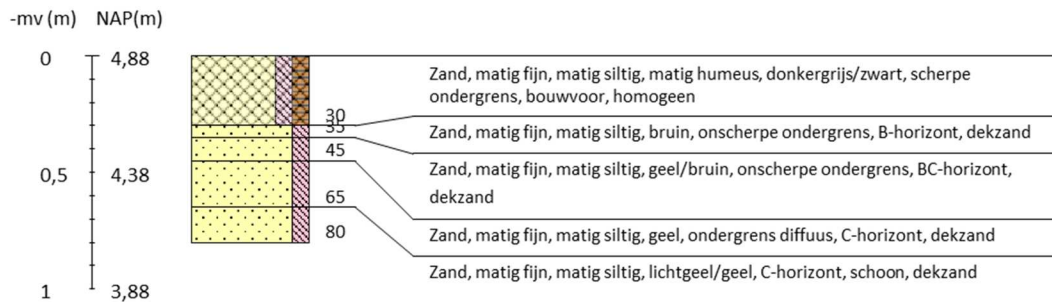 -mv (m) NAP(m)
0 4,88
Zand, matig fijn, matig siltig, matig humeus, donkergrijs/zwart, scherpe
ondergrens, bouwvoor, homogeen
30
35
Zand, matig fijn, matig siltig, bruin, onscherpe ondergrens, B-horizont, dekzand
45
Zand, matig fijn, matig siltig, geel/bruin, onscherpe ondergrens, BC-horizont,
dekzand
0,5 4,38
65
80
Zand, matig fijn, matig siltig, geel, ondergrens diffuus, C-horizont, dekzand
Zand, matig fijn, matig siltig, lichtgeel/geel, C-horizont, schoon, dekzand
1 3,88